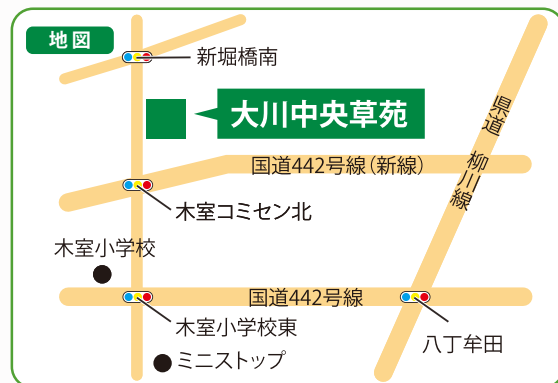 地図
新堀橋南
大川中央草苑
国道442号線(新線)
県道 柳川線
木室コミセン北
木室小学校
国道442号線
木室小学校東
八丁牟田
ミニストップ